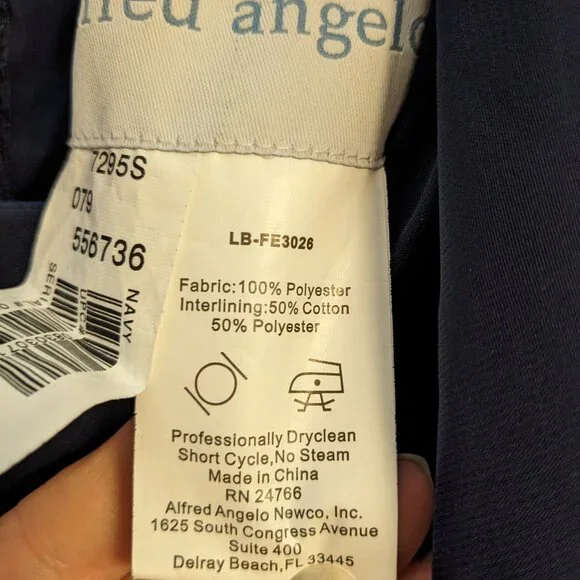 angelo
7295S
079
556736
NAVY
LB-FE3026
Fabric:100% Polyester
Interlining:50% Cotton
50% Polyester
Professionally Dryclean
Short Cycle,No Steam
Made in China
RN 24766
Alfred Angelo Newco, Inc.
1625 South Congress Avenue
Suite 400
Delray Beach,FL 33445